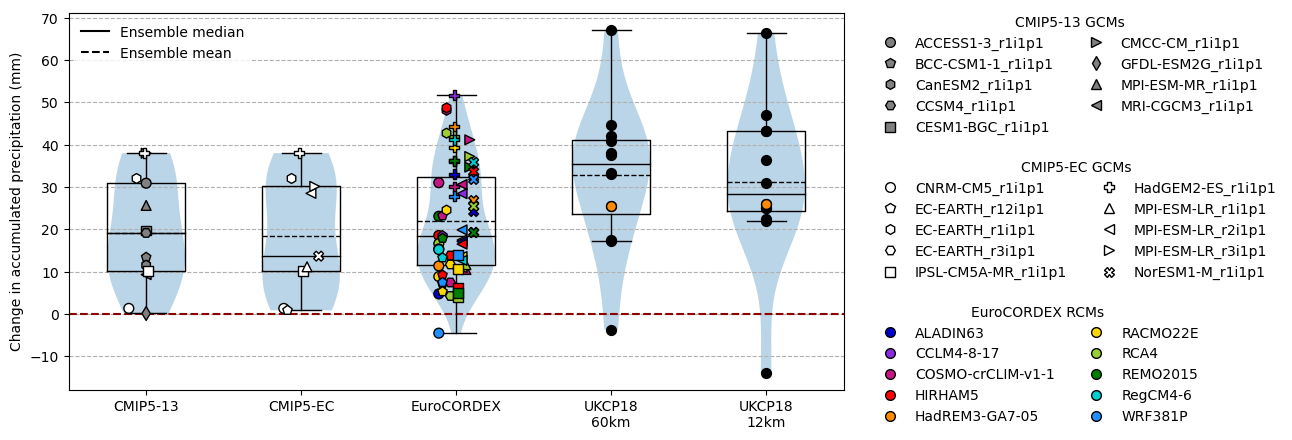 Change in accumulated precipitation (mm)
70
60
50
40
30
20
10
0
−10
Ensemble median
Ensemble mean
CMIP5-13
CMIP5-EC
EuroCORDEX
UKCP18
60km
UKCP18
12km
CMIP5-13 GCMs
ACCESS1-3_r1i1p1
BCC-CSM1-1_r1i1p1
CanESM2_r1i1p1
CCSM4_r1i1p1
CESM1-BGC_r1i1p1
CMCC-CM_r1i1p1
GFDL-ESM2G_r1i1p1
MPI-ESM-MR_r1i1p1
MRI-CGCM3_r1i1p1
CMIP5-EC GCMs
CNRM-CM5_r1i1p1
EC-EARTH_r12i1p1
EC-EARTH_r1i1p1
EC-EARTH_r3i1p1
IPSL-CM5A-MR_r1i1p1
HadGEM2-ES_r1i1p1
MPI-ESM-LR_r1i1p1
MPI-ESM-LR_r2i1p1
MPI-ESM-LR_r3i1p1
NorESM1-M_r1i1p1
EuroCORDEX RCMs
ALADIN63
CCLM4-8-17
COSMO-crCLIM-v1-1
HIRHAM5
HadREM3-GA7-05
RACMO22E
RCA4
REMO2015
RegCM4-6
WRF381P